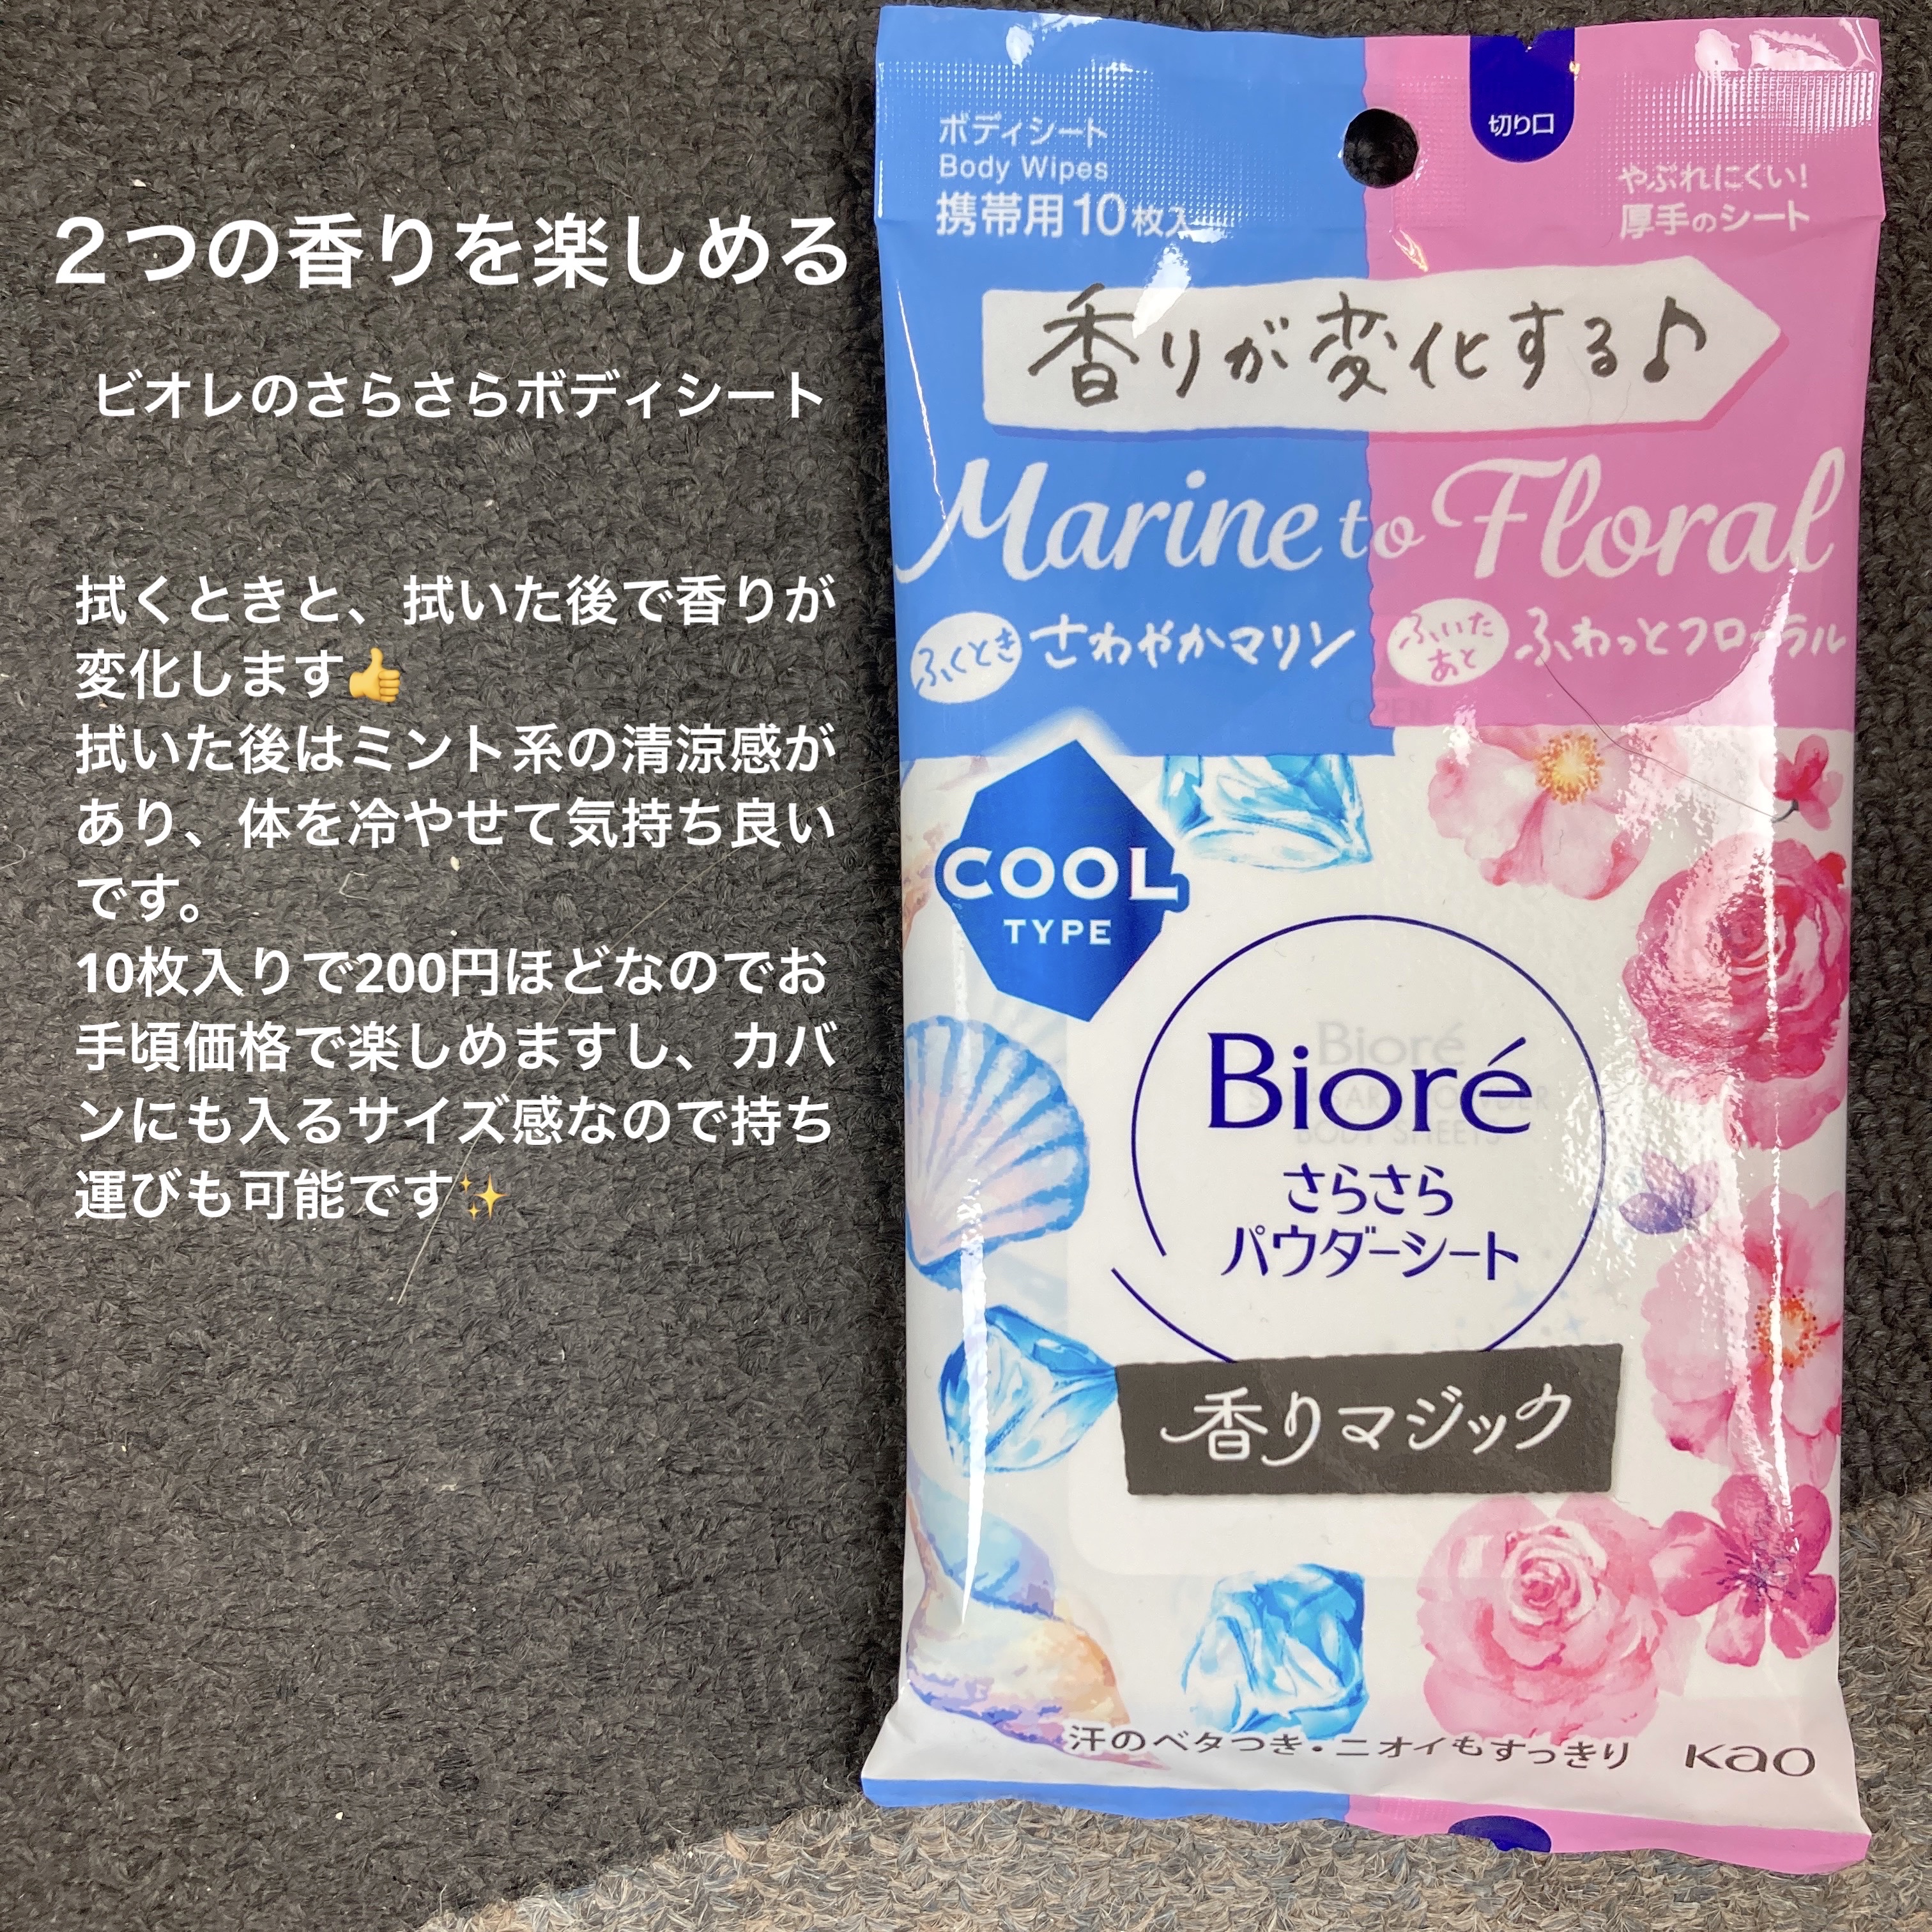 ２つの香りを楽しめる
ビオレのさらさらボディシート
拭くときと、拭いた後で香りが
変化します👍
拭いた後はミント系の清涼感が
あり、体を冷やせて気持ち良い
です。
10枚入りで200円ほどなのでお
手頃価格で楽しめますし、カバ
ンにも入るサイズ感なので持ち
運びも可能です✨
ボディシート
Body Wipes
携帯用10枚入
切り口
やぶれにくい!
厚手のシート
香りが変化する♪
Marine to Floral
ふくとき さわやかマリン
ふいたあと ふわっとフローラル
OPEN
COOL
TYPE
Bioré
さらさら
パウダーシート
香りマジック
汗のベタつき・ニオイもすっきり
Kao